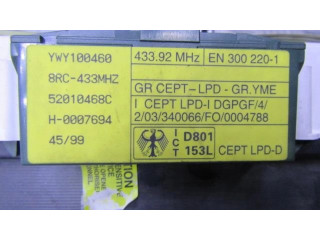 YWY100460
8RC-433MHZ
52010468C
H-0007694
45/99
433.92 MHz EN 300 220-1
GR CEPT-LPD - GR.YME
I CEPT LPD-I DGPGF/4/
2/03/340066/FO/0004788
I C T D801 153L CEPT LPD-D
SENSITIVE